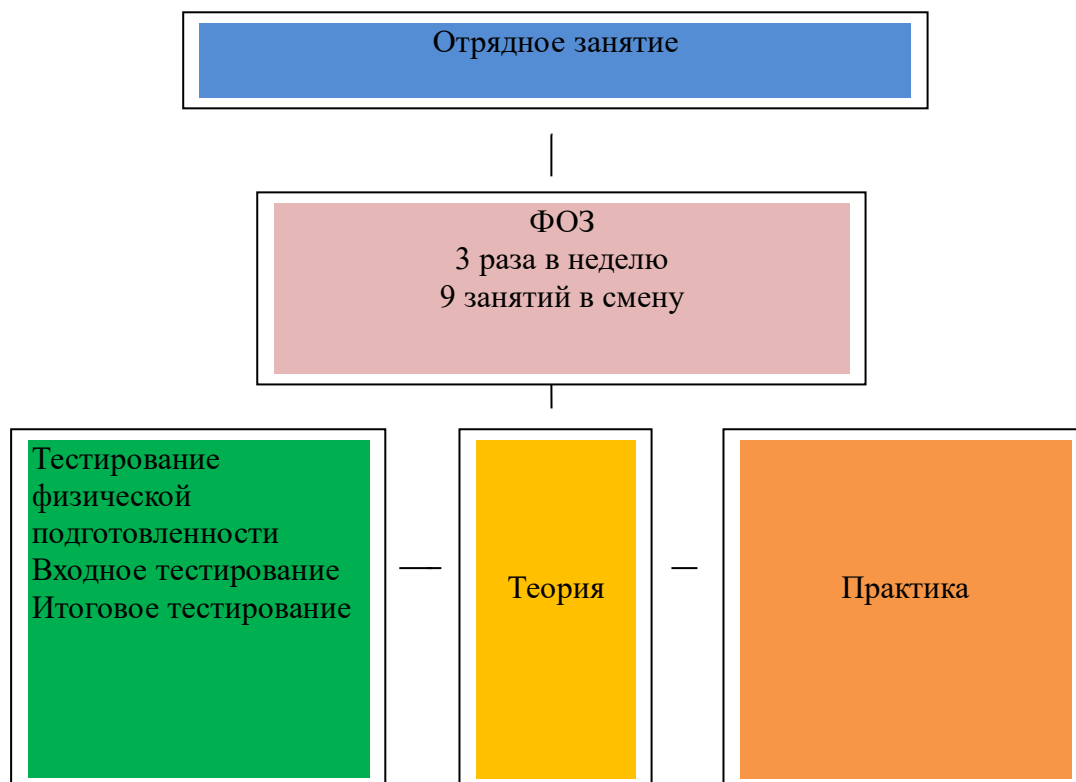 Отрядное занятие
ФОЗ
3 раза в неделю
9 занятий в смену
Тестирование
физической
подготовленности
Входное тестирование
Итоговое тестирование
Теория
Практика